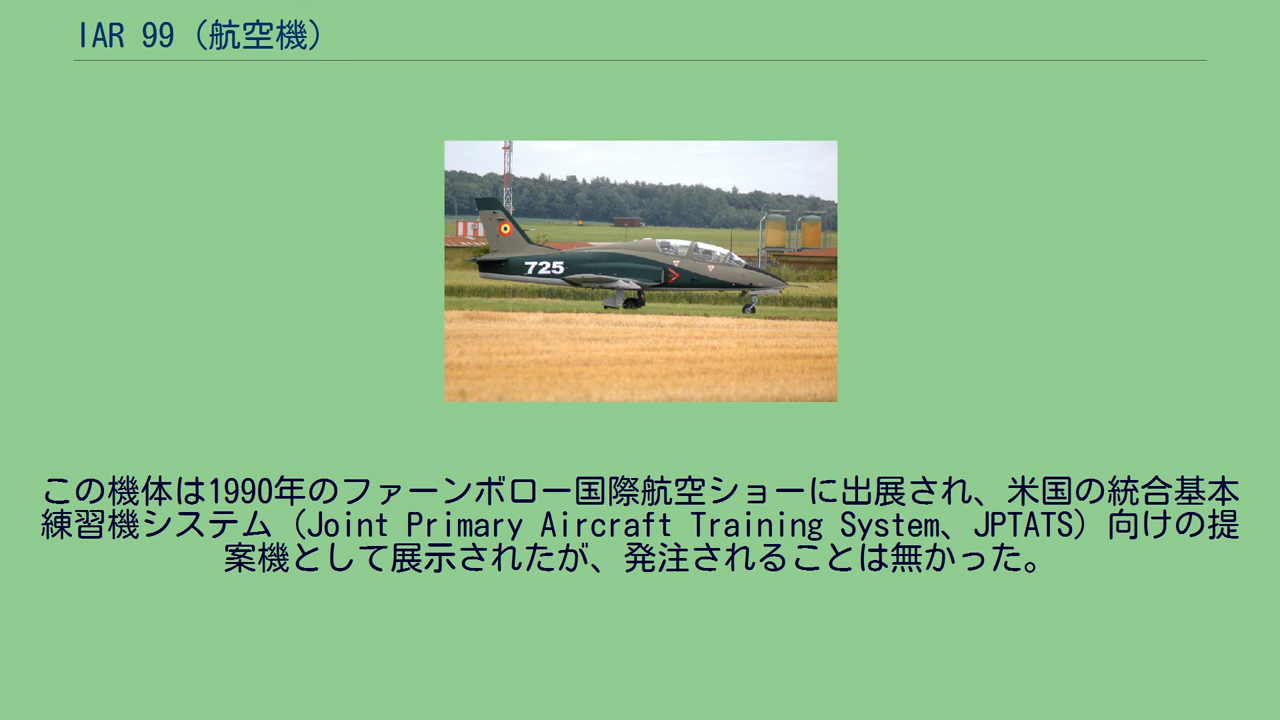 IAR 99 (航空機)
725
この機体は1990年のファーンボロー国際航空ショーに出展され、米国の統合基本
練習機システム（Joint Primary Aircraft Training System、JPTATS）向けの提
案機として展示されたが、発注されることは無かった。